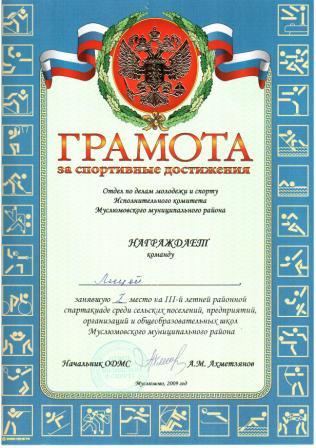 ГРАМОТА
за спортивные достижения
Отдел по делам молодежи и спорту
Исполнительного комитета
Муслюмовского муниципального района
НАГРАЖДАЕТ
команду
Лицей
занявшую I место на III-й летней районной
спартакиаде среди сельских поселений, предприятий,
организаций и общеобразовательных школ
Муслюмовского муниципального района
Начальник ОДМС А.М. Ахметлянов
Муслюмово, 2009 год